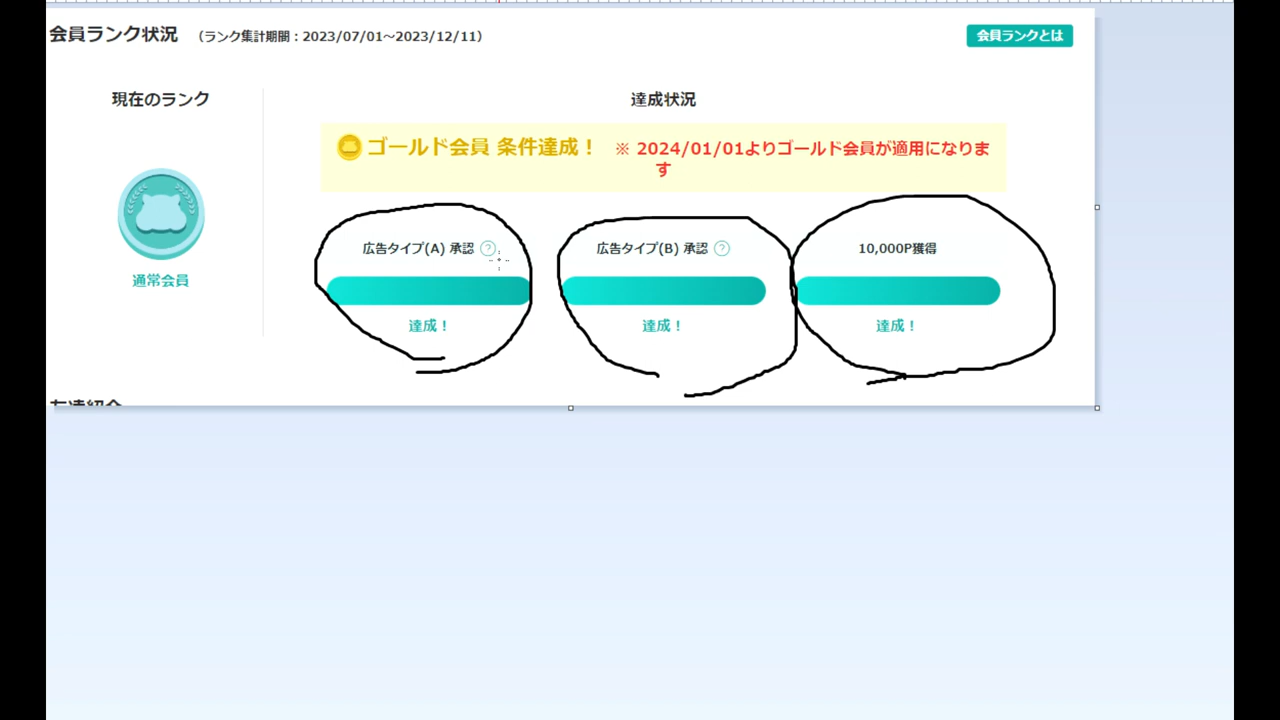 会員ランク状況 （ランク集計期間：2023/07/01～2023/12/11）
会員ランクとは
現在のランク
通常会員
達成状況
ゴールド会員 条件達成！ ※ 2024/01/01よりゴールド会員が適用になりま
す
広告タイプ(A) 承認 ?
達成！
広告タイプ(B) 承認 ?
達成！
10,000P獲得
達成！